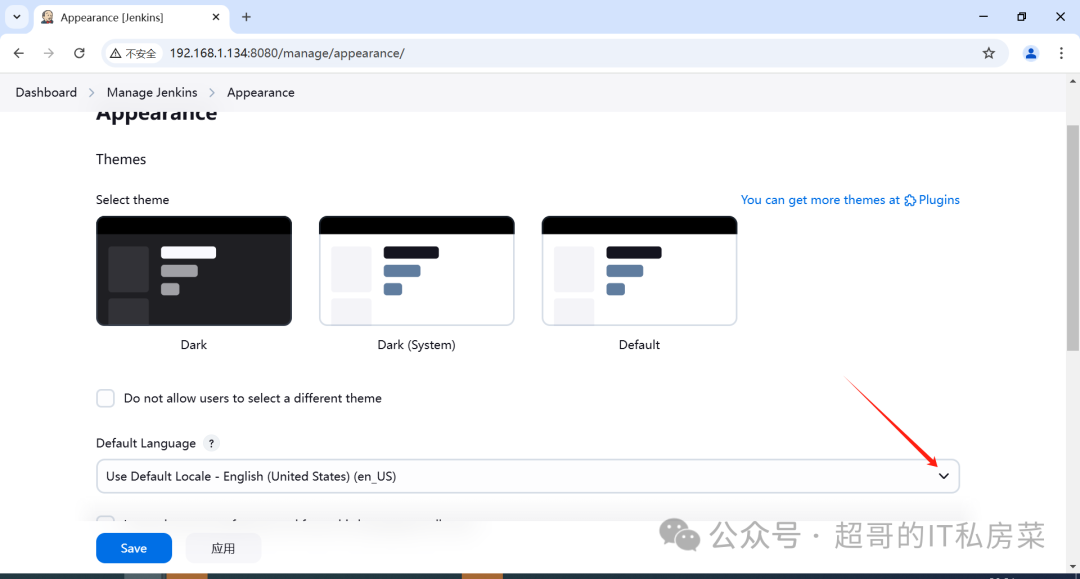 Appearance [Jenkins]
不安全 192.168.1.134:8080/manage/appearance/
Dashboard Manage Jenkins Appearance
Appearance
Themes
Select theme
You can get more themes at Plugins
Dark
Dark (System)
Default
Do not allow users to select a different theme
Default Language ?
Use Default Locale - English (United States) (en_US)
Save
应用
公众号 · 超哥的IT私房菜